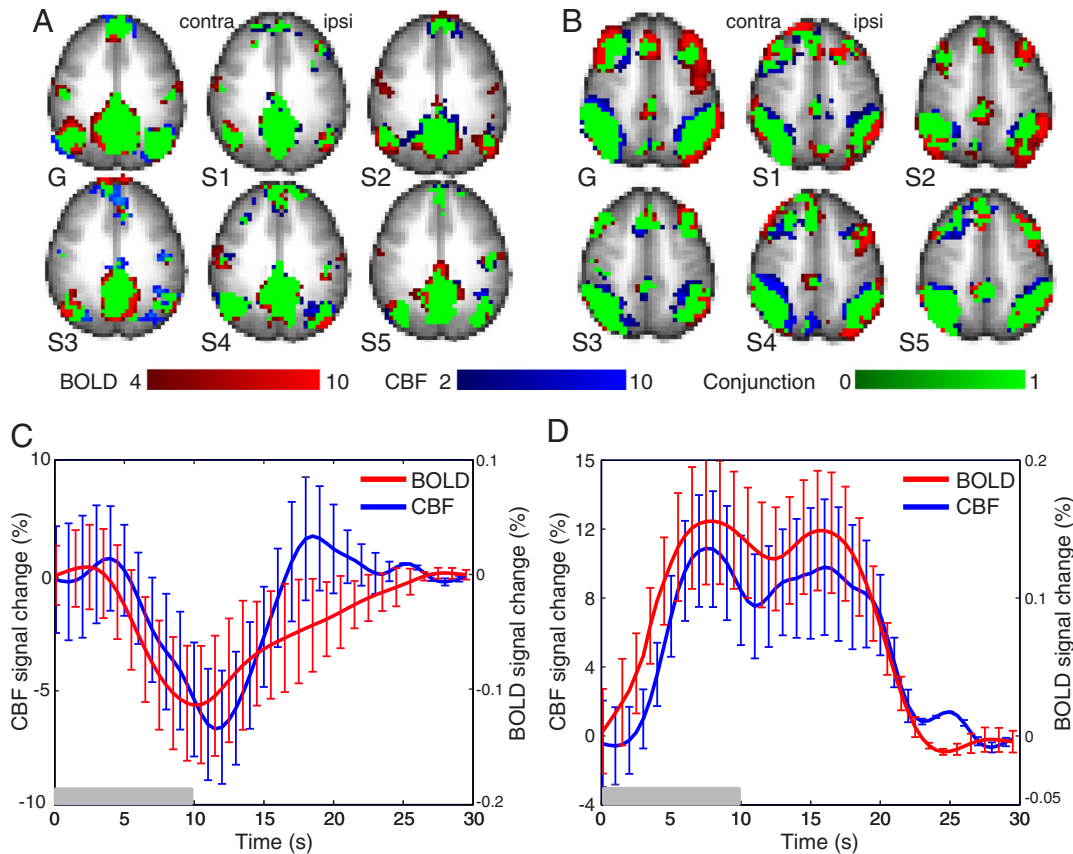 A contra ipsi B contra ipsi
G S1 S2 G S1 S2
S3 S4 S5 S3 S4 S5
BOLD 4 10 CBF 2 10 Conjunction 0 1
C D
10 0.1 15 0.2
BOLD BOLD
CBF CBF
12
0 0 8 0.1
4
-5 -0.1
0 0
-10 -0.2 -4 -0.05
0 5 10 15 20 25 30 0 5 10 15 20 25 30
Time (s) Time (s)
CBF signal change (%)
BOLD signal change (%)
CBF signal change (%)
BOLD signal change (%)